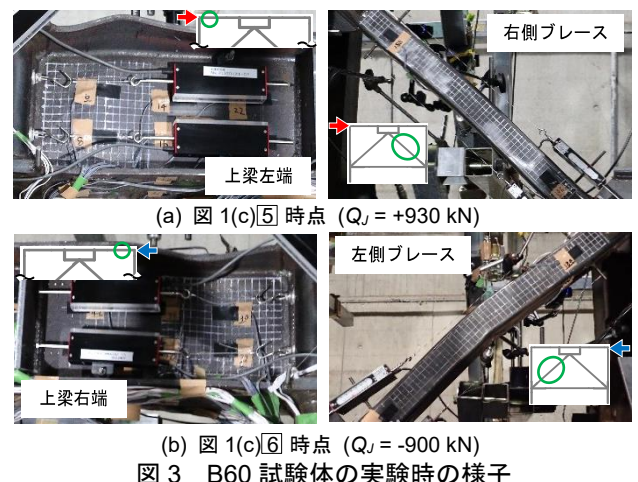 上梁左端
右側ブレース
(a) 図 1(c)5 時点 (QJ = +930 kN)
上梁右端
左側ブレース
(b) 図 1(c)6 時点 (QJ = -900 kN)
図 3 B60 試験体の実験時の様子